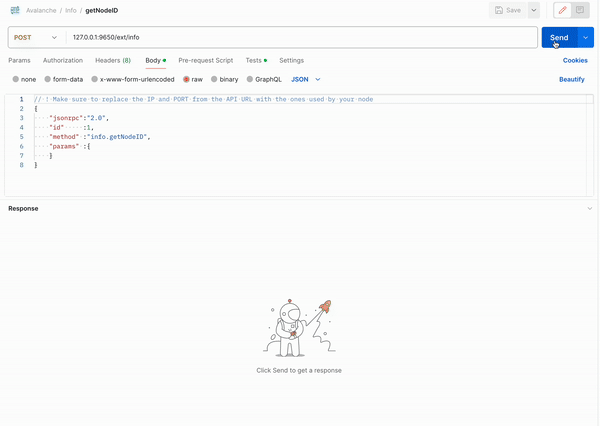 Avalanche / Info / getNodeID
Save
POST 127.0.0.1:9650/ext/info Send
Params Authorization Headers (8) Body Pre-request Script Tests Settings Cookies
none form-data x-www-form-urlencoded raw binary GraphQL JSON Beautify
1 // ! Make sure to replace the IP and PORT from the API URL with the ones used by your node
2 {
3 "jsonrpc":"2.0",
4 "id" :1,
5 "method" :"info.getNodeID",
6 "params" :{
7 }
8 }
Response
Click Send to get a response